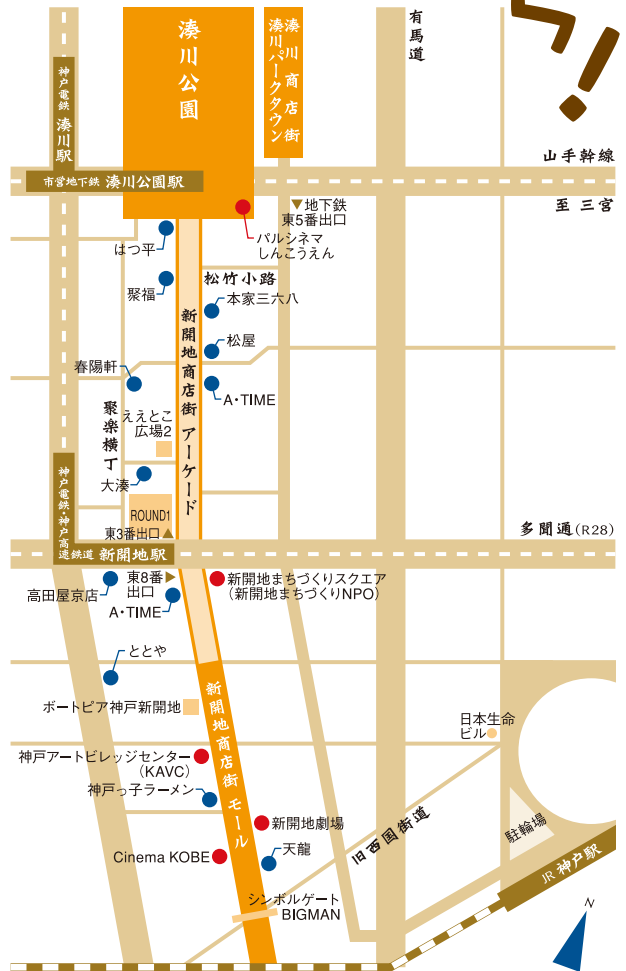 ク!
有馬道
湊川公園
湊川商店街
湊川パークタウン
神戸電鉄 湊川駅
山手幹線
市営地下鉄 湊川公園駅
至 三宮
▼地下鉄
東5番出口
パルシネマ
しんこうえん
はつ平
松竹小路
聚福
本家三六八
新開地商店街 アーケード
松屋
春陽軒
A・TIME
聚楽横丁
ええとこ
広場2
大湊
ROUND1
東3番出口▲
多聞通(R28)
神戸電鉄・神戸高速鉄道 新開地駅
東8番▶
出口
新開地まちづくりスクエア
(新開地まちづくりNPO)
高田屋京店
A・TIME
ととや
新開地商店街 モール
ボートピア神戸新開地
日本生命
ビル
神戸アートビレッジセンター
(KAVC)
神戸っ子ラーメン
新開地劇場
旧西国街道
駐輪場
Cinema KOBE
天龍
JR 神戸駅
シンボルゲート
BIGMAN
N